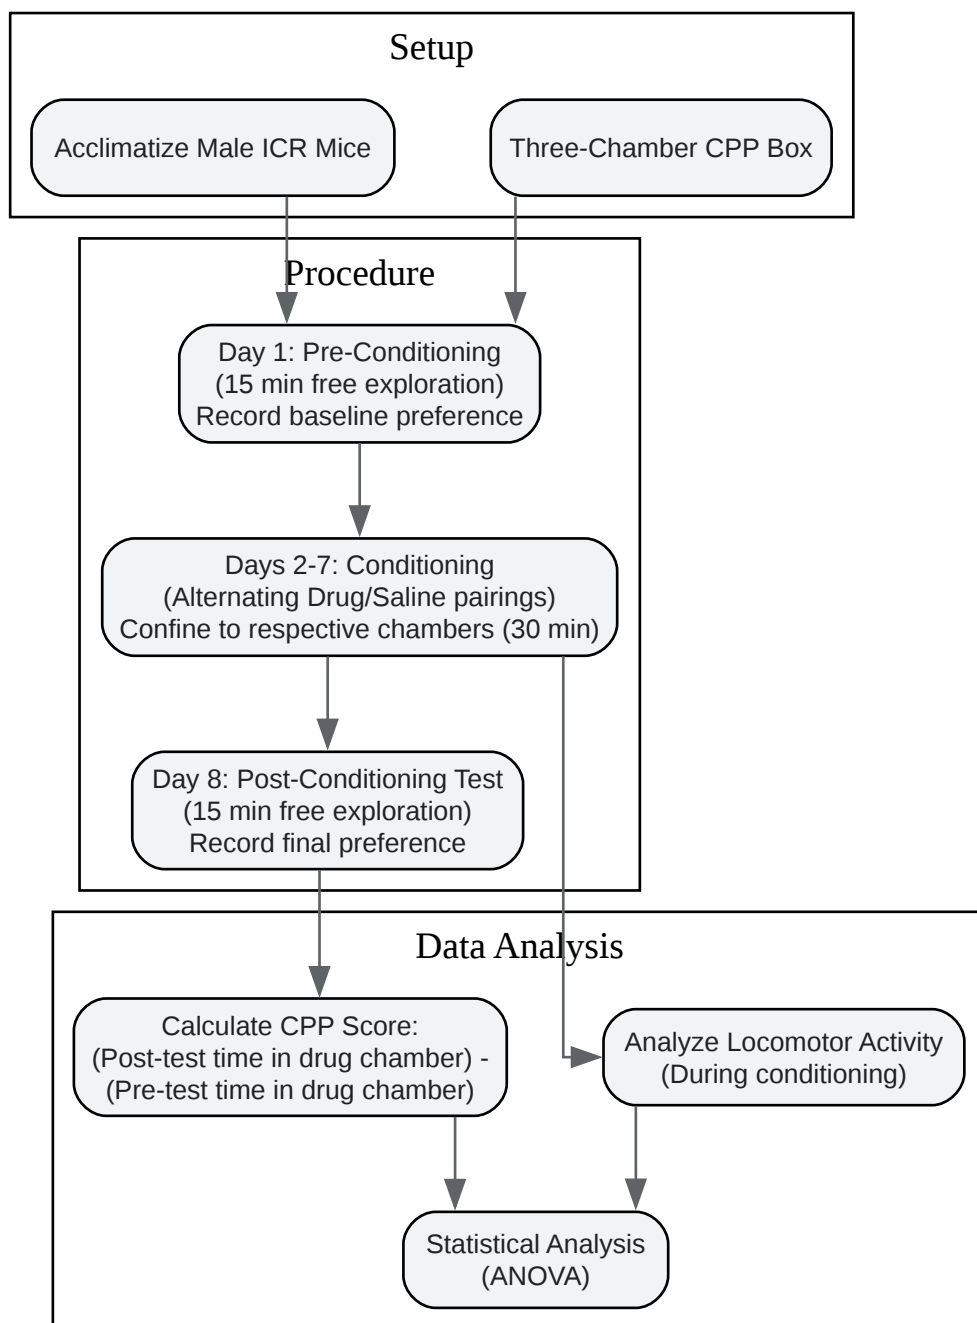 Setup
Acclimatize Male ICR Mice
Three-Chamber CPP Box
Procedure
Day 1: Pre-Conditioning
(15 min free exploration)
Record baseline preference
Days 2-7: Conditioning
(Alternating Drug/Saline pairings)
Confine to respective chambers (30 min)
Day 8: Post-Conditioning Test
(15 min free exploration)
Record final preference
Data Analysis
Calculate CPP Score:
(Post-test time in drug chamber) -
(Pre-test time in drug chamber)
Analyze Locomotor Activity
(During conditioning)
Statistical Analysis
(ANOVA)